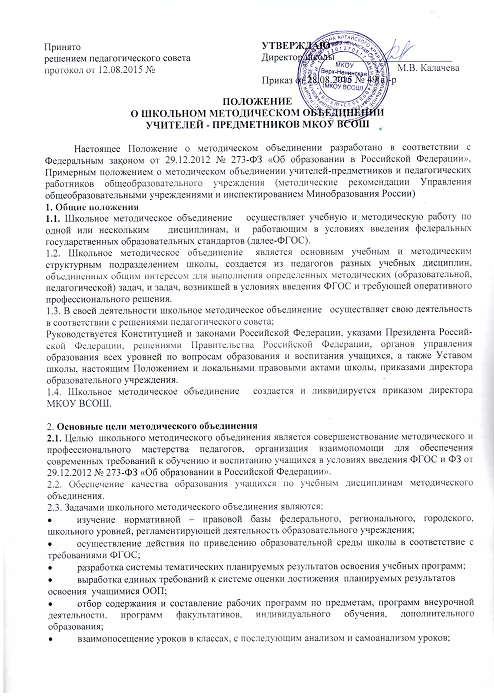 Принято
решением педагогического совета
протокол от 12.08.2015 №
УТВЕРЖДАЮ
Директор школы
М.В. Калачева
Приказ от 28.08.2015 № -р
МКОУ
Верх-Ненинская
(МКОУ ВСОШ)
ПОЛОЖЕНИЕ
О ШКОЛЬНОМ МЕТОДИЧЕСКОМ ОБЪЕДИНЕНИИ
УЧИТЕЛЕЙ - ПРЕДМЕТНИКОВ МКОУ ВСОШ
Настоящее Положение о методическом объединении разработано в соответствии с
Федеральным законом от 29.12.2012 № 273-ФЗ «Об образовании в Российской Федерации»,
Примерным положением о методическом объединении учителей-предметников и педагогических
работников общеобразовательного учреждения (методические рекомендации Управления
общеобразовательными учреждениями и инспектированием Минобразования России)
1. Общие положения
1.1. Школьное методическое объединение осуществляет учебную и методическую работу по
одной или нескольким дисциплинам, и работающим в условиях введения федеральных
государственных образовательных стандартов (далее-ФГОС).
1.2. Школьное методическое объединение является основным учебным и методическим
структурным подразделением школы, создается из педагогов разных учебных дисциплин,
объединенных общим интересом для выполнения определенных методических (образовательной,
педагогической) задач, и задач, возникшей в условиях введения ФГОС и требующей оперативного
профессионального решения.
1.3. В своей деятельности школьное методическое объединение осуществляет свою деятельность
в соответствии с решениями педагогического совета;
Руководствуется Конституцией и законами Российской Федерации, указами Президента Россий-
ской Федерации, решениями Правительства Российской Федерации, органов управления
образования всех уровней по вопросам образования и воспитания учащихся, а также Уставом
школы, настоящим Положением и локальными правовыми актами школы, приказами директора
образовательного учреждения.
1.4. Школьное методическое объединение создается и ликвидируется приказом директора
МКОУ ВСОШ.
2. Основные цели методического объединения
2.1. Целью школьного методического объединения является совершенствование методического и
профессионального мастерства педагогов, организация взаимопомощи для обеспечения
современных требований к обучению и воспитанию учащихся в условиях введения ФГОС и ФЗ от
29.12.2012 № 273-ФЗ «Об образовании в Российской Федерации».
2.2. Обеспечение качества образования учащихся по учебным дисциплинам методического
объединения.
2.3. Задачами школьного методического объединения являются:
• изучение нормативной – правовой базы федерального, регионального, городского,
школьного уровней, регламентирующей деятельность образовательного учреждения;
• осуществление действия по приведению образовательной среды школы в соответствие с
требованиями ФГОС;
• разработка системы тематических планируемых результатов освоения учебных программ;
• выработка единых требований к системе оценки достижения планируемых результатов
освоения учащимися ООП;
• отбор содержания и составление рабочих программ по предметам, программ внеурочной
деятельности, программ факультативов, индивидуального обучения, дополнительного
образования;
• взаимопосещение уроков в классах, с последующим анализом и самоанализом уроков;